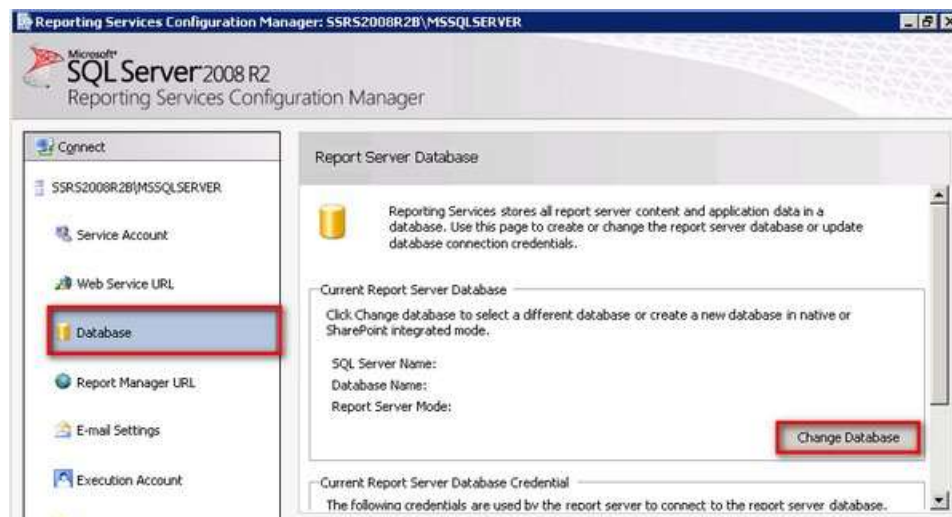 Reporting Services Configuration Manager: SSRS2008R2B\MSSQLSERVER
Microsoft
SQL Server 2008 R2
Reporting Services Configuration Manager
Connect
SSRS2008R2B\MSSQLSERVER
Service Account
Web Service URL
Database
Report Manager URL
E-mail Settings
Execution Account
Report Server Database
Reporting Services stores all report server content and application data in a
database. Use this page to create or change the report server database or update
database connection credentials.
Current Report Server Database
Click Change database to select a different database or create a new database in native or
SharePoint integrated mode.
SQL Server Name:
Database Name:
Report Server Mode:
Change Database
Current Report Server Database Credential
The following credentials are used by the report server to connect to the report server database.